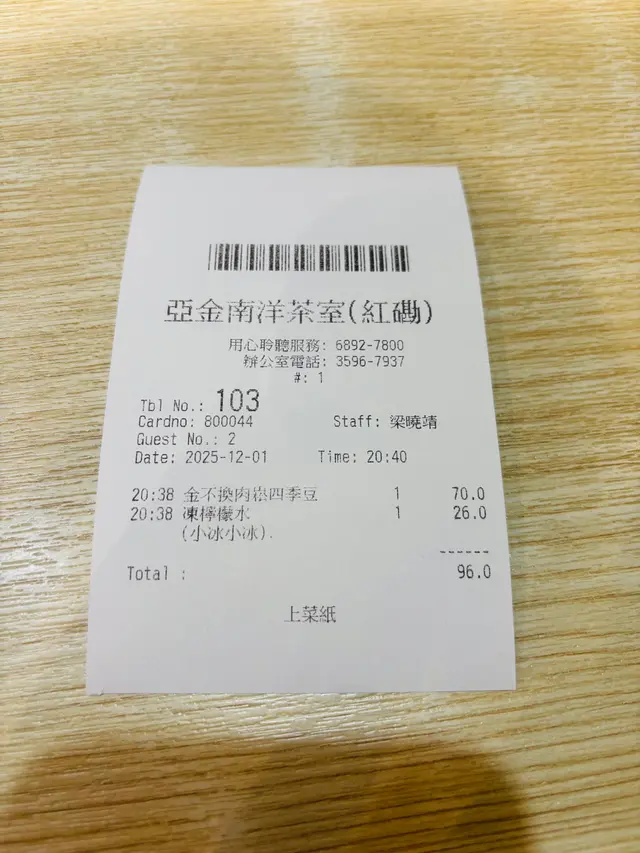 亞金南洋茶室(紅磡)
用心聆聽服務: 6892-7800
辦公室電話: 3596-7937
#: 1
Tbl No.: 103
Cardno: 800044 Staff: 梁曉靖
Guest No.: 2
Date: 2025-12-01 Time: 20:40
20:38 金不換肉崧四季豆 1 70.0
20:38 凍檸檬水 1 26.0
(小冰小冰).
------
Total : 96.0
上菜紙